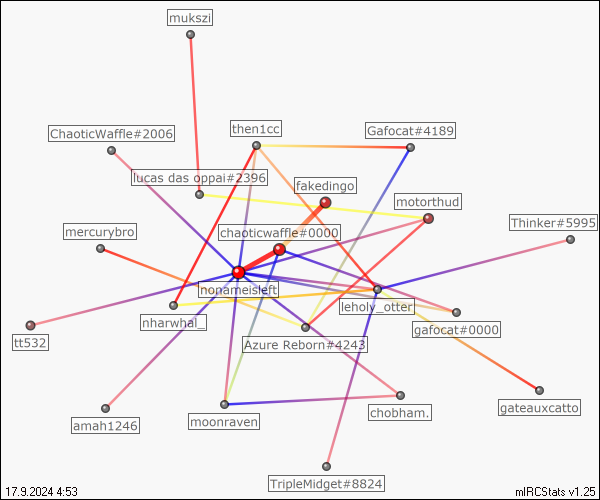 mukszi
then1cc
ChaoticWaffle#2006
Gafocat#4189
lucas das oppai#2396
fakedingo
motorthud
Thinker#5995
mercurybro
chaoticwaffle#0000
nonameisleft
leholy_otter
nharwhal_
gafocat#0000
tt532
Azure Reborn#4243
gateauxcatto
chobham.
moonraven
amah1246
TripleMidget#8824
17.9.2024 4:53
mIRCStats v1.25